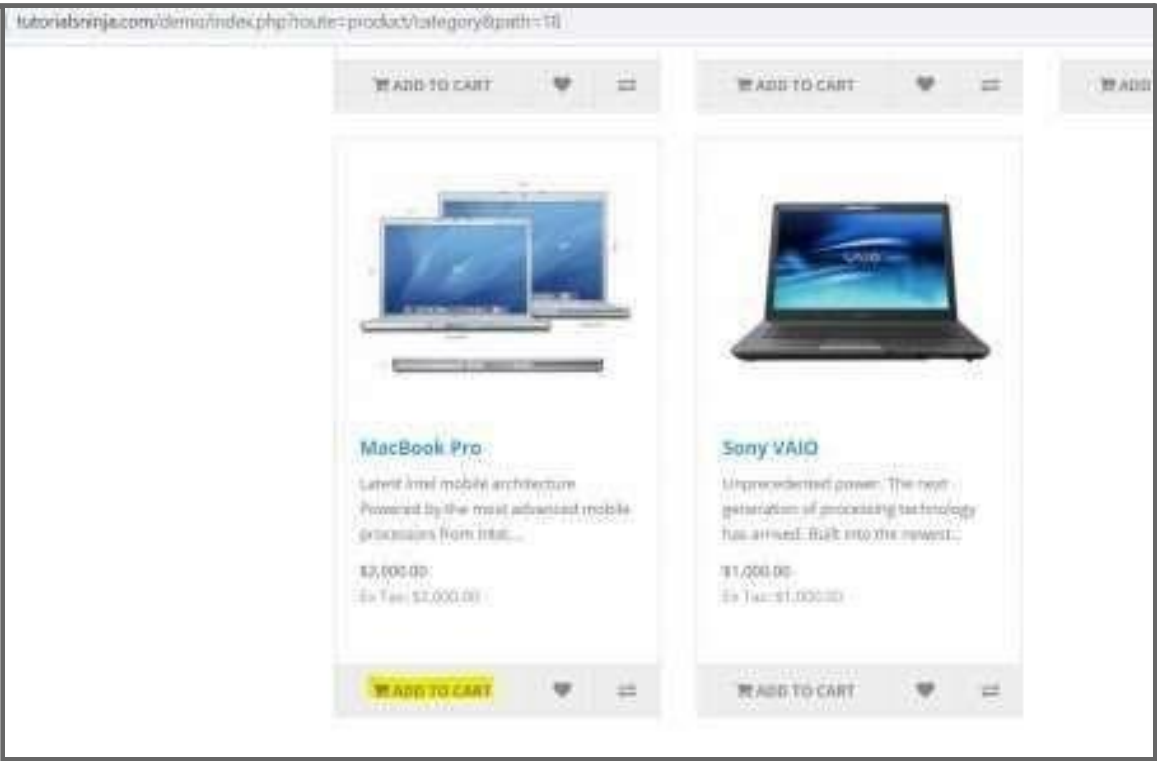 tutorialsninja.com/demo/index.php?route=product/category&path=18
ADD TO CART
ADD TO CART
ADD
VAIO
MacBook Pro
Latest Intel mobile architecture
Powered by the most advanced mobile
processors from Intel,...
$2,000.00
Ex Tax: $2,000.00
ADD TO CART
Sony VAIO
Unprecedented power. The next
generation of processing technology
has arrived. Built into the newest...
$1,000.00
Ex Tax: $1,000.00
ADD TO CART